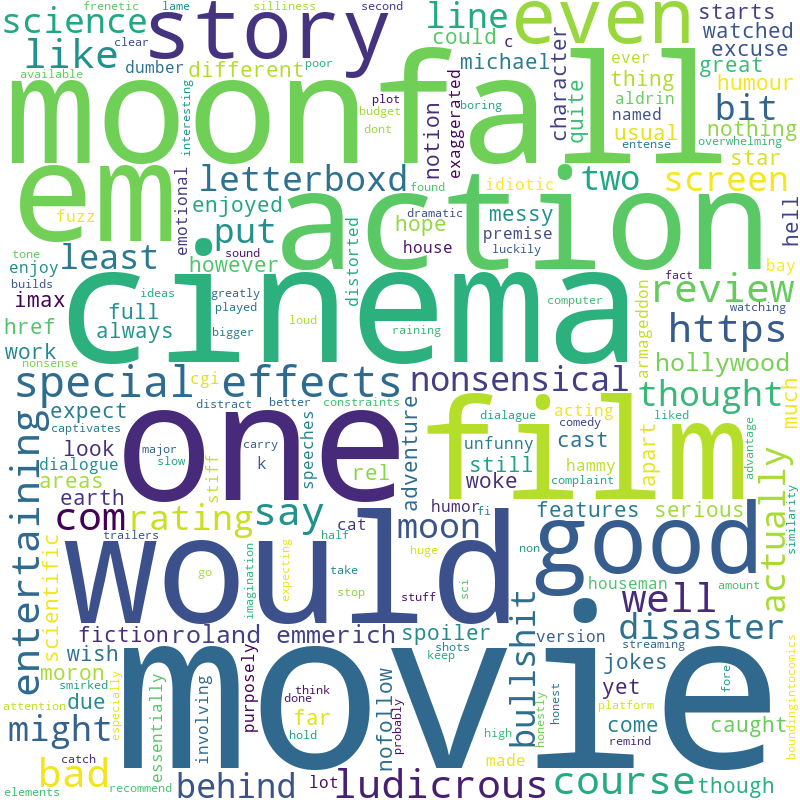 frenetic lame silliness second
science story even line starts
like clear c could watched
available dumber different michael great excuse
moonfall
plot budget dont
interesting boring
exaggerated notion character quite
ever thing humour
aldrin bit
named nothing
usual overwhelming
entense star
em action
letterboxd found idiotic two screen
fuzz emotional enjoyed dramatic messy hope
put house premise luckily
hell
tone sound distorted
enjoy least however
builds cinema fact bay
imax full ideas greatly review
played watching
href always bigger loud raining computer https
work armageddon
nonsense hollywood
special effects nonsensical thought
cgi much
expect distract better constraints acting liked
captivates one film
entertaining look major carry speeches adventure dialague comedy cast apart advantage
dialogue slow k stiff unfunny
areas rel still hammy
earth woke complaint
com rating say cat humor moon features serious actually
trailers half fi similarity
scientific would good
go imagination expecting huge non amount
take houseman
stop stuff sci well
fiction roland emmerich spoiler bullshit version disaster
wish purposely shots streaming
moron movie keep jokes
smirked think yet
attention due involving done nofollow honestly honest platform
especially essentially far probably high come fore caught
might hold made remind boundingintocomics
bad catch
behind lot ludicrous course though
elements recommend